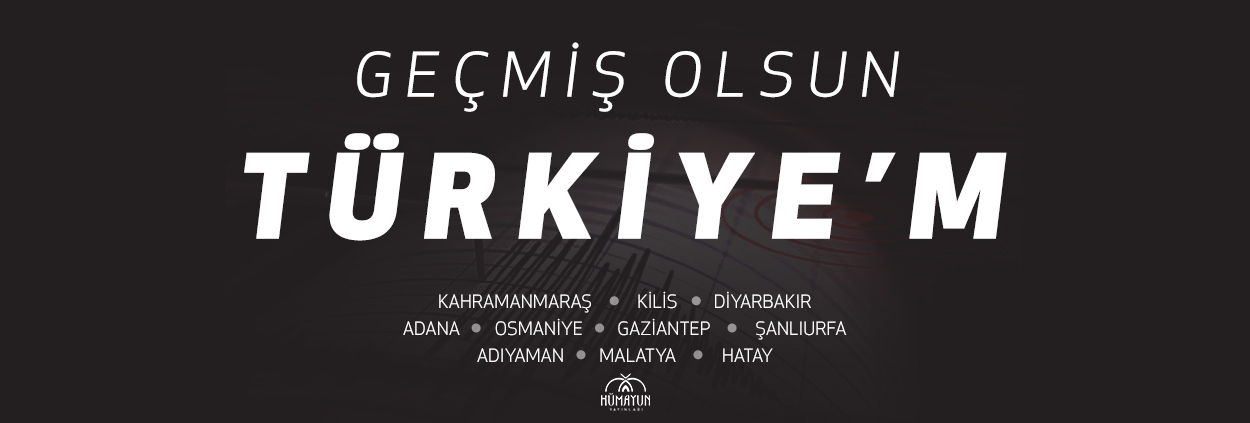 GEÇMİŞ OLSUN
TÜRKİYE’M
KAHRAMANMARAŞ • KİLİS • DİYARBAKIR
ADANA • OSMANİYE • GAZİANTEP • ŞANLIURFA
ADIYAMAN • MALATYA • HATAY
HÜMAYUN
YAYINLARI